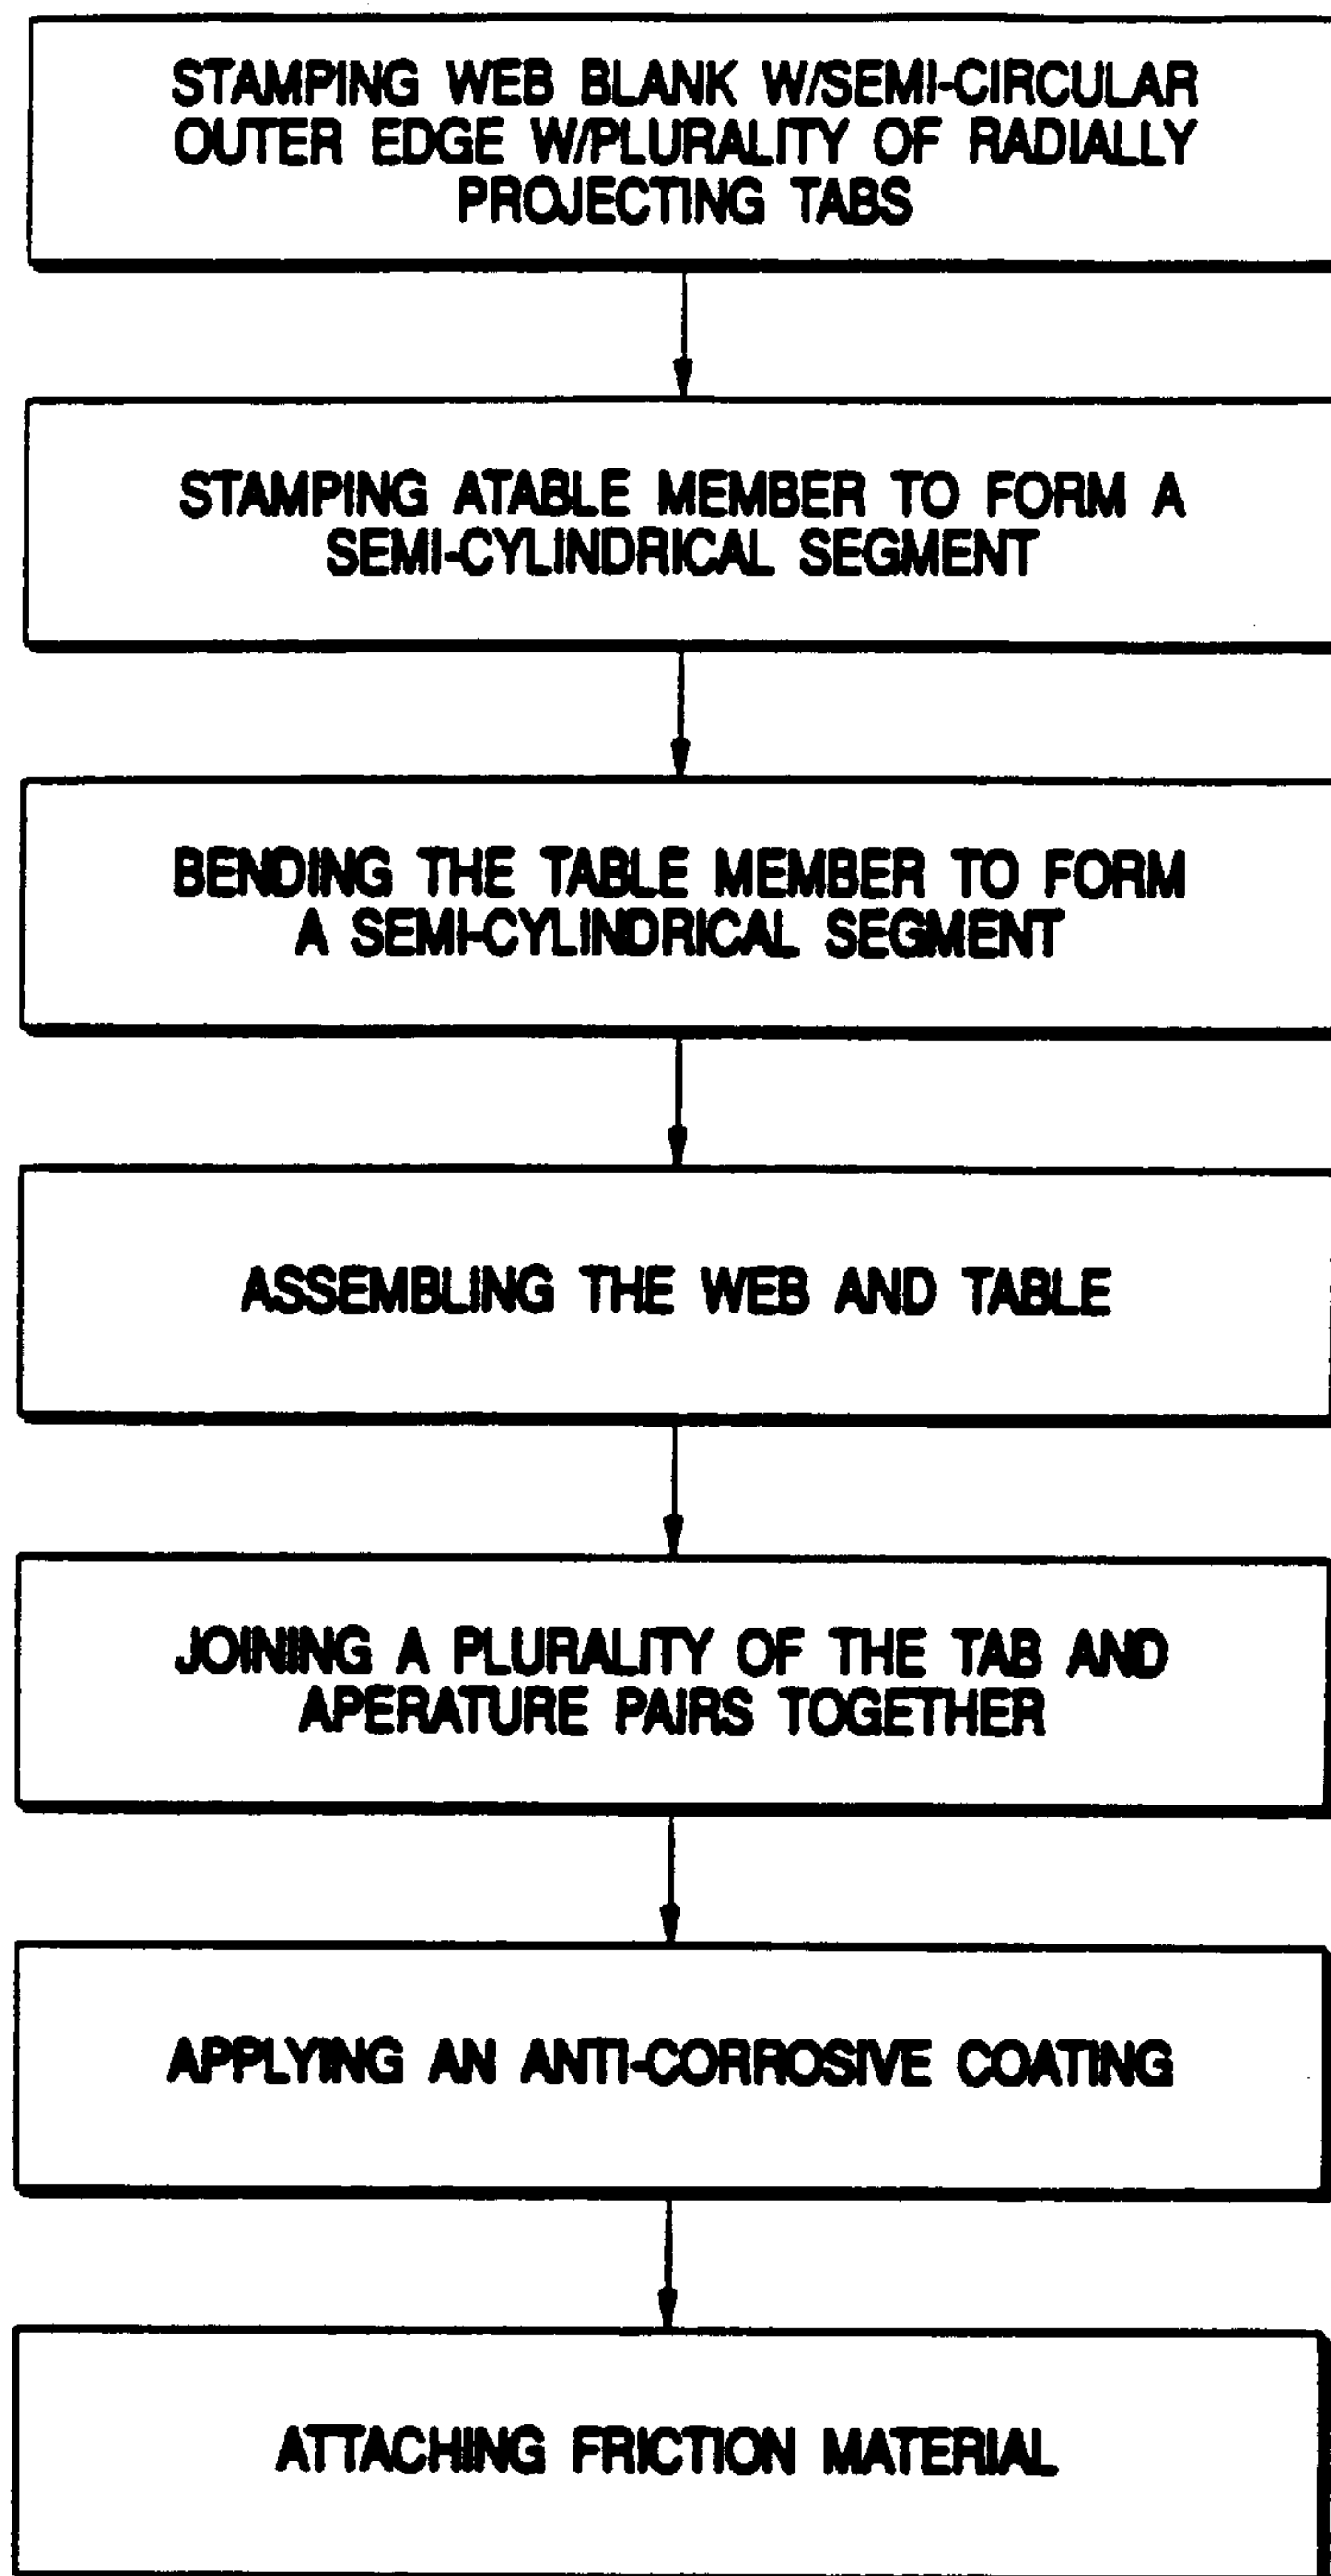 STAMPING WEB BLANK W/SEMI-CIRCULAR
OUTER EDGE W/PLURALITY OF RADIALLY
PROJECTING TABS
STAMPING ATABLE MEMBER TO FORM A
SEMI-CYLINDRICAL SEGMENT
BENDING THE TABLE MEMBER TO FORM
A SEMI-CYLINDRICAL SEGMENT
ASSEMBLING THE WEB AND TABLE
JOINING A PLURALITY OF THE TAB AND
APERATURE PAIRS TOGETHER
APPLYING AN ANTI-CORROSIVE COATING
ATTACHING FRICTION MATERIAL